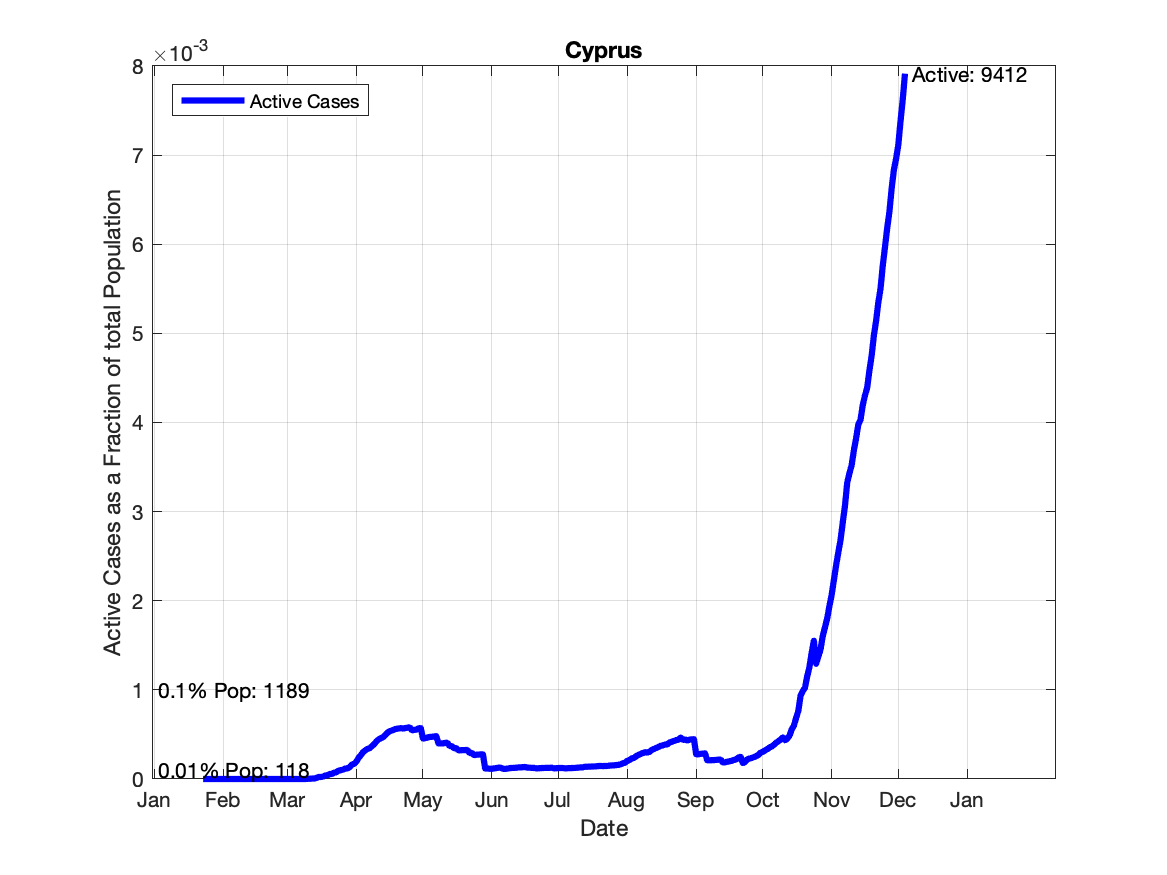 Cyprus
×10-3
Active Cases
Active: 9412
8
7
6
5
4
3
2
1
0
Active Cases as a Fraction of total Population
0.1% Pop: 1189
0.01% Pop: 118
Jan Feb Mar Apr May Jun Jul Aug Sep Oct Nov Dec Jan
Date